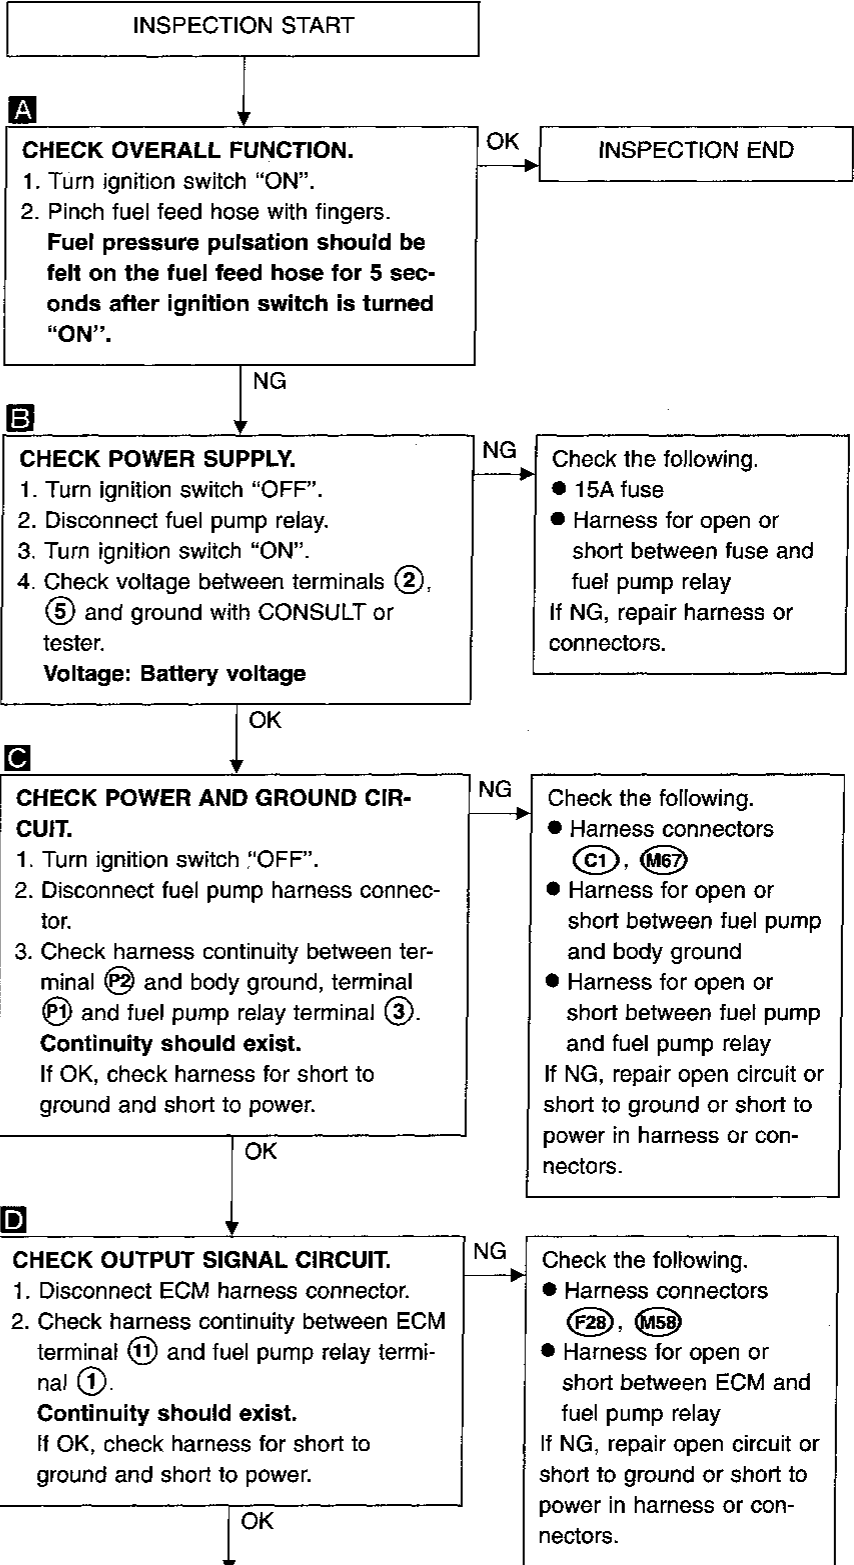 INSPECTION START
A
CHECK OVERALL FUNCTION.
1. Turn ignition switch “ON”.
2. Pinch fuel feed hose with fingers.
Fuel pressure pulsation should be
felt on the fuel feed hose for 5 sec-
onds after ignition switch is turned
“ON”.
OK
INSPECTION END
NG
B
CHECK POWER SUPPLY.
1. Turn ignition switch “OFF”.
2. Disconnect fuel pump relay.
3. Turn ignition switch “ON”.
4. Check voltage between terminals ②,
⑤ and ground with CONSULT or
tester.
Voltage: Battery voltage
NG
Check the following.
● 15A fuse
● Harness for open or
short between fuse and
fuel pump relay
If NG, repair harness or
connectors.
OK
C
CHECK POWER AND GROUND CIR-
CUIT.
1. Turn ignition switch “OFF”.
2. Disconnect fuel pump harness connec-
tor.
3. Check harness continuity between ter-
minal P2 and body ground, terminal
P1 and fuel pump relay terminal ③.
Continuity should exist.
If OK, check harness for short to
ground and short to power.
NG
Check the following.
● Harness connectors
C1, M67
● Harness for open or
short between fuel pump
and body ground
● Harness for open or
short between fuel pump
and fuel pump relay
If NG, repair open circuit or
short to ground or short to
power in harness or con-
nectors.
OK
D
CHECK OUTPUT SIGNAL CIRCUIT.
1. Disconnect ECM harness connector.
2. Check harness continuity between ECM
terminal ⑪ and fuel pump relay termi-
nal ①.
Continuity should exist.
If OK, check harness for short to
ground and short to power.
NG
Check the following.
● Harness connectors
F28, M58
● Harness for open or
short between ECM and
fuel pump relay
If NG, repair open circuit or
short to ground or short to
power in harness or con-
nectors.
OK